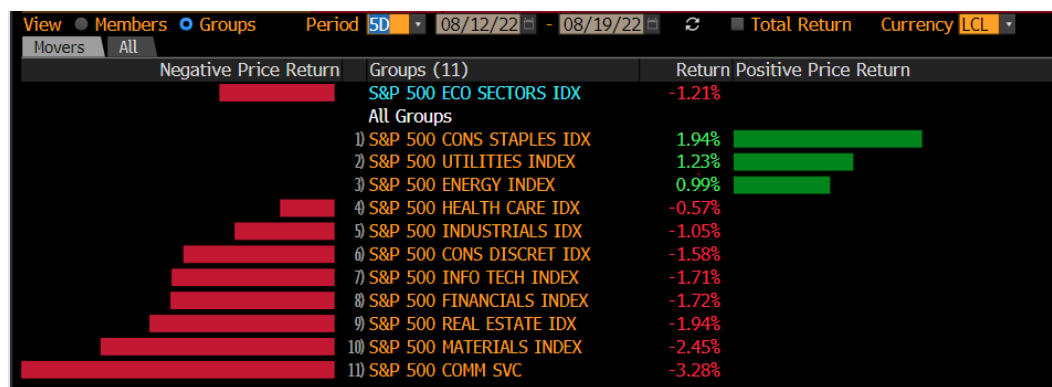 View Members Groups Period 5D 08/12/22 - 08/19/22 Total Return Currency LCL
Movers All
Negative Price Return Groups (11) Return Positive Price Return
S&P 500 ECO SECTORS IDX -1.21%
All Groups
1) S&P 500 CONS STAPLES IDX 1.94%
2) S&P 500 UTILITIES INDEX 1.23%
3) S&P 500 ENERGY INDEX 0.99%
4) S&P 500 HEALTH CARE IDX -0.57%
5) S&P 500 INDUSTRIALS IDX -1.05%
6) S&P 500 CONS DISCRET IDX -1.58%
7) S&P 500 INFO TECH INDEX -1.71%
8) S&P 500 FINANCIALS INDEX -1.72%
9) S&P 500 REAL ESTATE IDX -1.94%
10) S&P 500 MATERIALS INDEX -2.45%
11) S&P 500 COMM SVC -3.28%